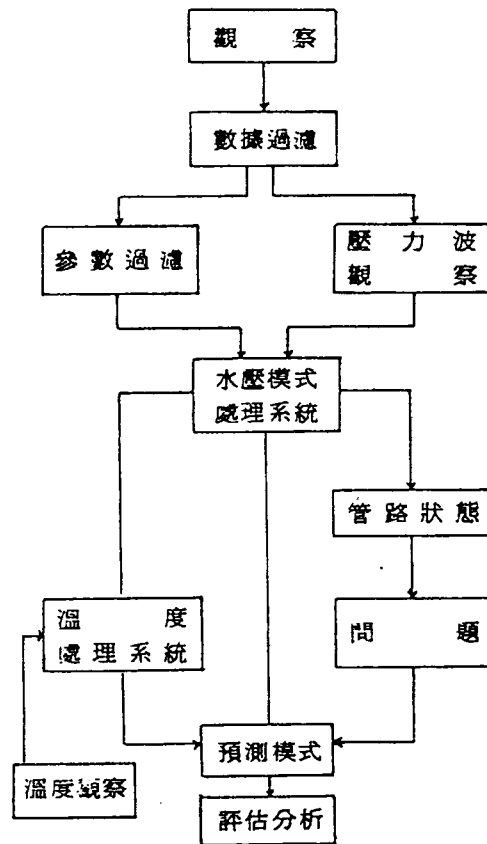 觀察
數據過濾
參數過濾
壓力波
觀察
水壓模式
處理系統
管路狀態
溫度
處理系統
問題
預測模式
溫度觀察
評估分析